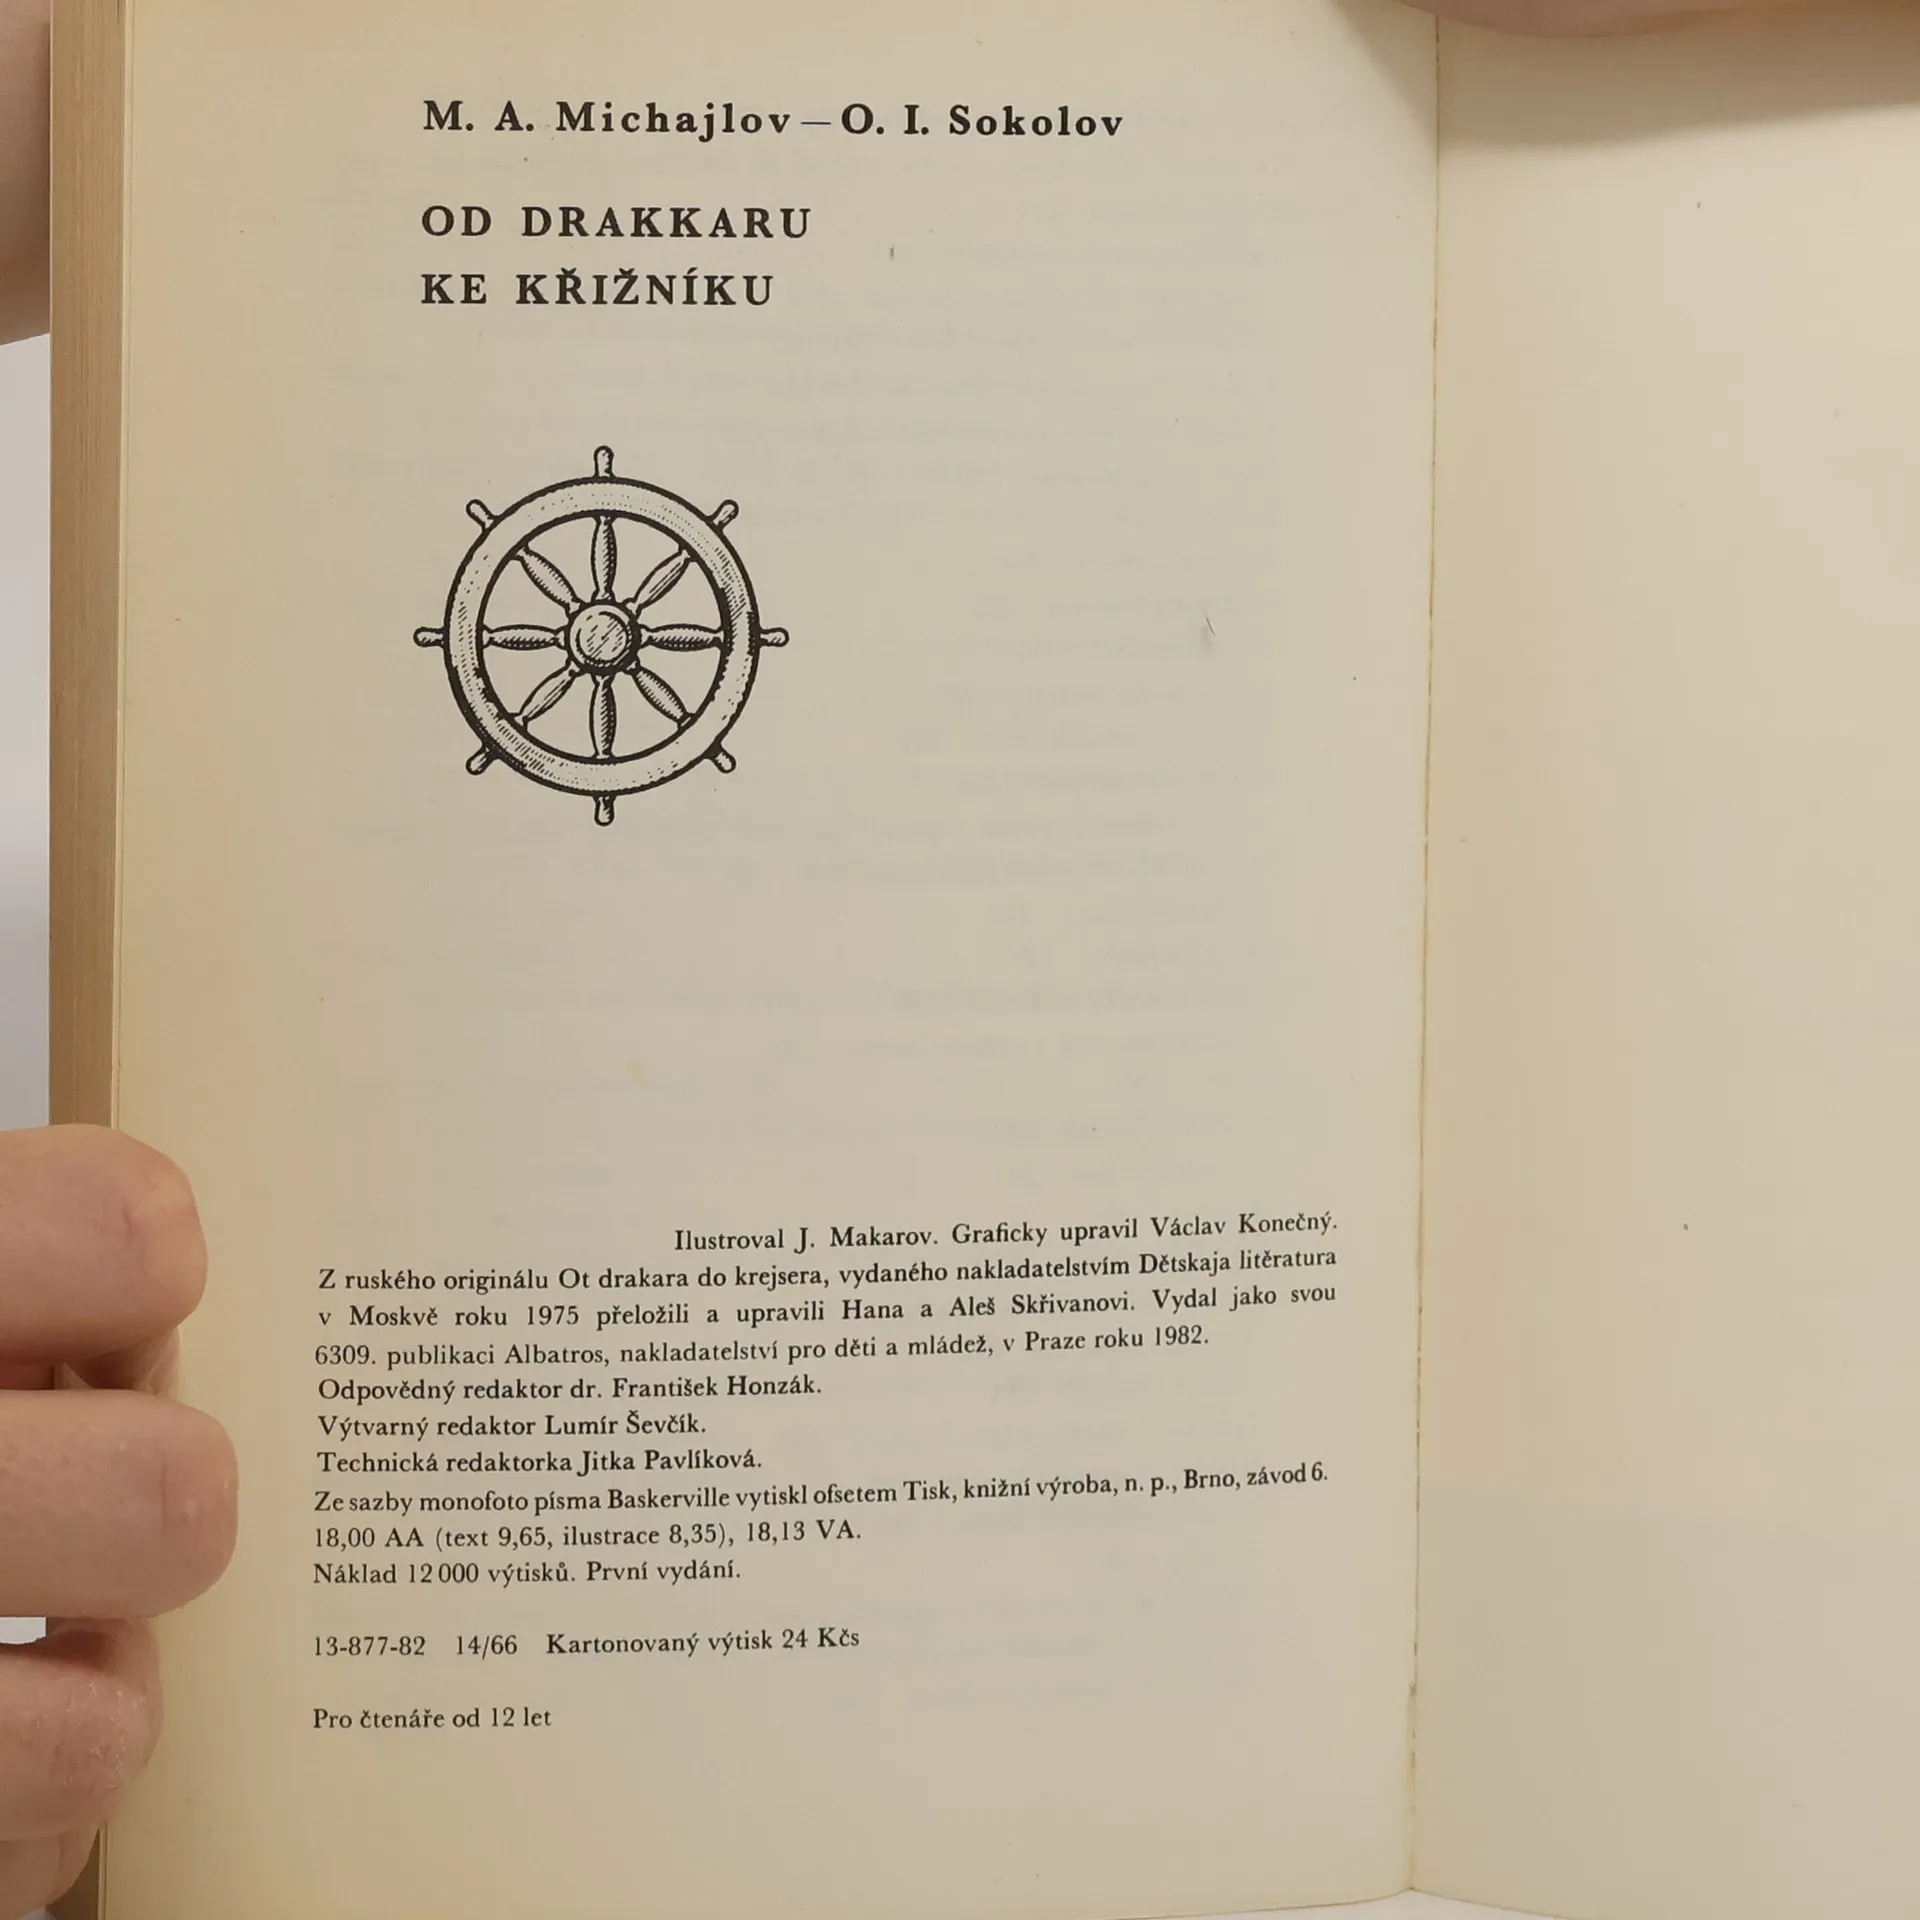 M. A. Michajlov — O. I. Sokolov
OD DRAKKARU
KE KŘIŽNÍKU
Ilustroval J. Makarov. Graficky upravil Václav Konečný.
Z ruského originálu Ot drakara do krejsera, vydaného nakladatelstvím Dětskaja litěratura
v Moskvě roku 1975 přeložili a upravili Hana a Aleš Skřivanovi. Vydal jako svou
6309. publikaci Albatros, nakladatelství pro děti a mládež, v Praze roku 1982.
Odpovědný redaktor dr. František Honzák.
Výtvarný redaktor Lumír Ševčík.
Technická redaktorka Jitka Pavlíková.
Ze sazby monofoto písma Baskerville vytiskl ofsetem Tisk, knižní výroba, n. p., Brno, závod 6.
18,00 AA (text 9,65, ilustrace 8,35), 18,13 VA.
Náklad 12 000 výtisků. První vydání.
13-877-82 14/66 Kartonovaný výtisk 24 Kčs
Pro čtenáře od 12 let